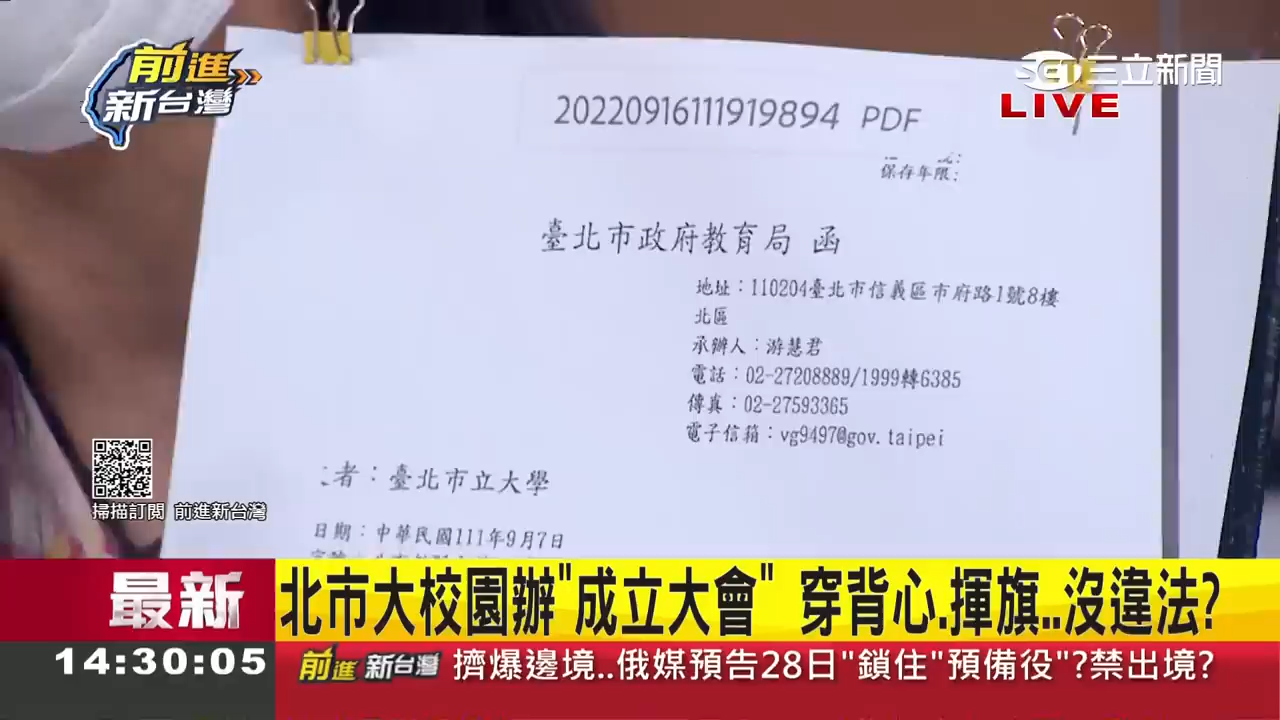 前進
新台灣
SET三立新聞
LIVE
20220916111919894 PDF
保存年限:
臺北市政府教育局 函
地址：110204臺北市信義區市府路1號8樓
北區
承辦人：游慧君
電話：02-27208889/1999轉6385
傳真：02-27593365
電子信箱：vg9497@gov.taipei
者：臺北市立大學
日期：中華民國111年9月7日
掃描訂閱 前進新台灣
最新
北市大校園辦"成立大會" 穿背心.揮旗..沒違法?
14:30:05
前進新台灣 擠爆邊境..俄媒預告28日"鎖住"預備役"?禁出境?